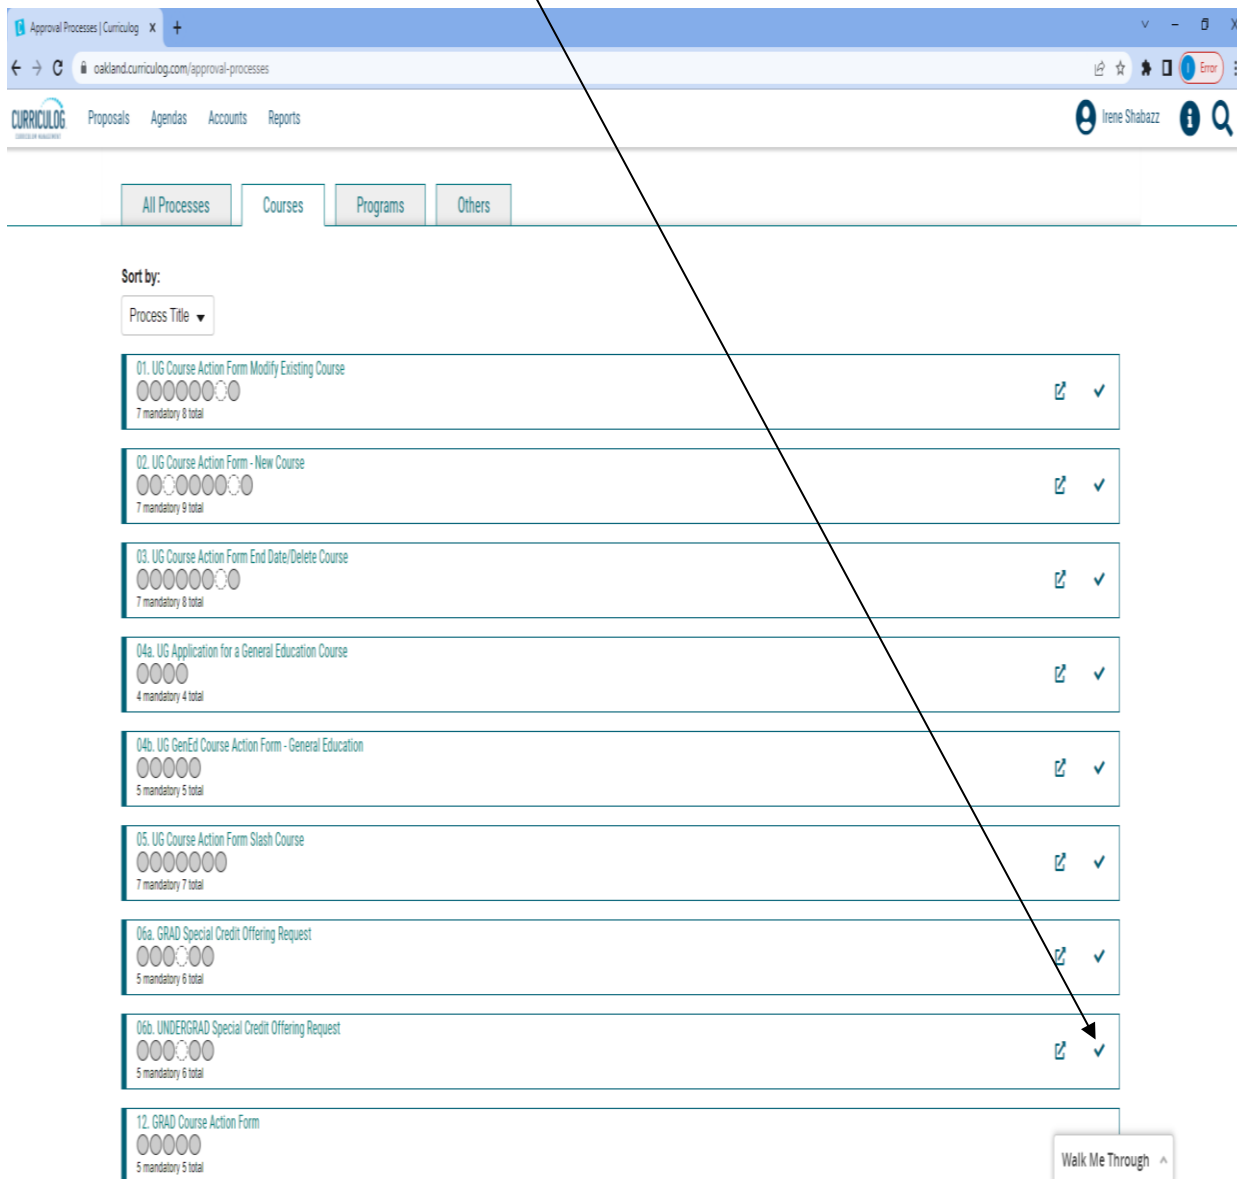 Approval Processes | Curriculog
oakland.curriculog.com/approval-processes
Error
CURRICULOG
Proposals Agendas Accounts Reports
Irene Shabazz
All Processes Courses Programs Others
Sort by:
Process Title
01. UG Course Action Form Modify Existing Course
7 mandatory 8 total
02. UG Course Action Form - New Course
7 mandatory 9 total
03. UG Course Action Form End Date/Delete Course
7 mandatory 8 total
04a. UG Application for a General Education Course
4 mandatory 4 total
04b. UG GenEd Course Action Form - General Education
5 mandatory 5 total
05. UG Course Action Form Slash Course
7 mandatory 7 total
06a. GRAD Special Credit Offering Request
5 mandatory 6 total
06b. UNDERGRAD Special Credit Offering Request
5 mandatory 6 total
12. GRAD Course Action Form
5 mandatory 5 total
Walk Me Through